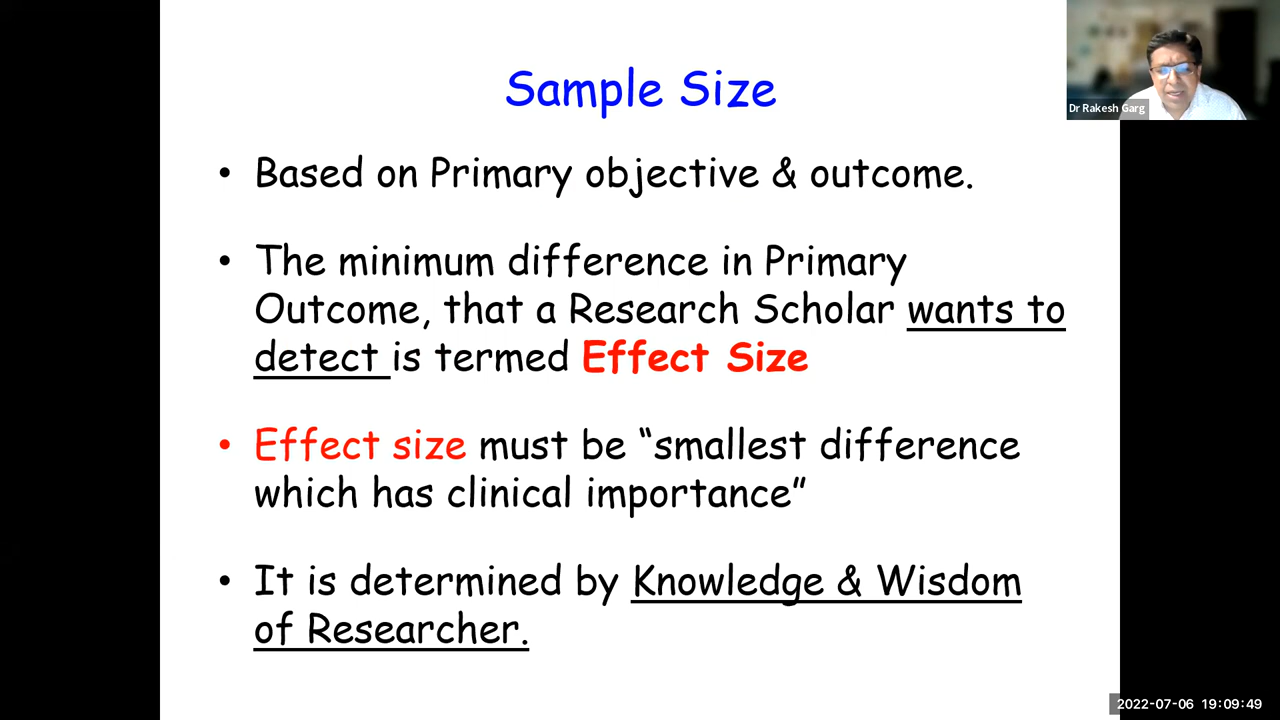 Sample Size
Dr Rakesh Garg
• Based on Primary objective & outcome.
• The minimum difference in Primary
Outcome, that a Research Scholar wants to
detect is termed Effect Size
• Effect size must be “smallest difference
which has clinical importance”
• It is determined by Knowledge & Wisdom
of Researcher.
2022-07-06 19:09:49